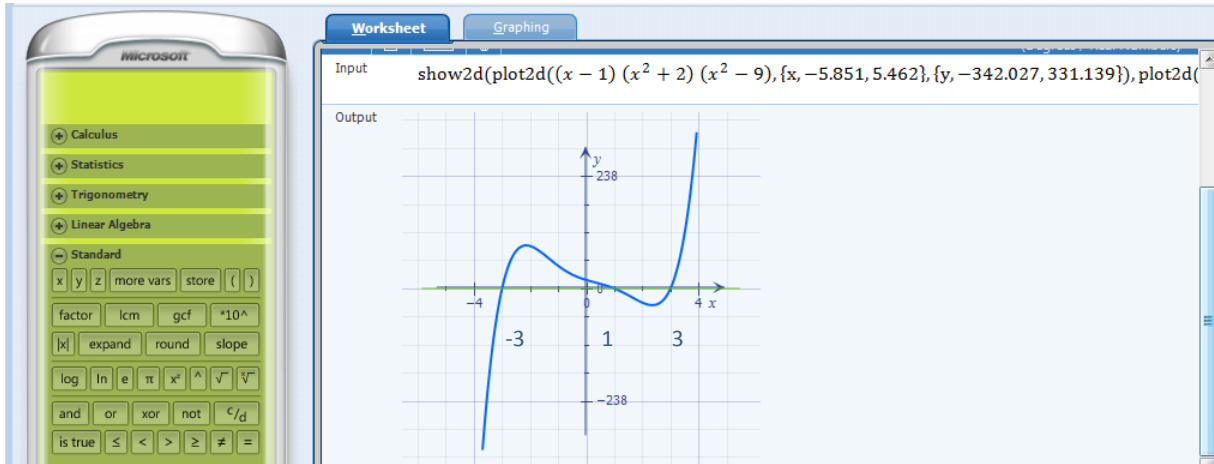 Microsoft
Calculus
Statistics
Trigonometry
Linear Algebra
Standard
x y z more vars store ( )
factor lcm gcf *10^
|x| expand round slope
log ln e π x² ^ √ ∛
and or xor not c/d
is true ≤ < > ≥ ≠ =
Worksheet Graphing
Input show2d(plot2d((x − 1) (x² + 2) (x² − 9),{x,−5.851,5.462},{y,−342.027,331.139}),plot2d(
Output
y
238
0
−4 0 4 x
-3 1 3
−238